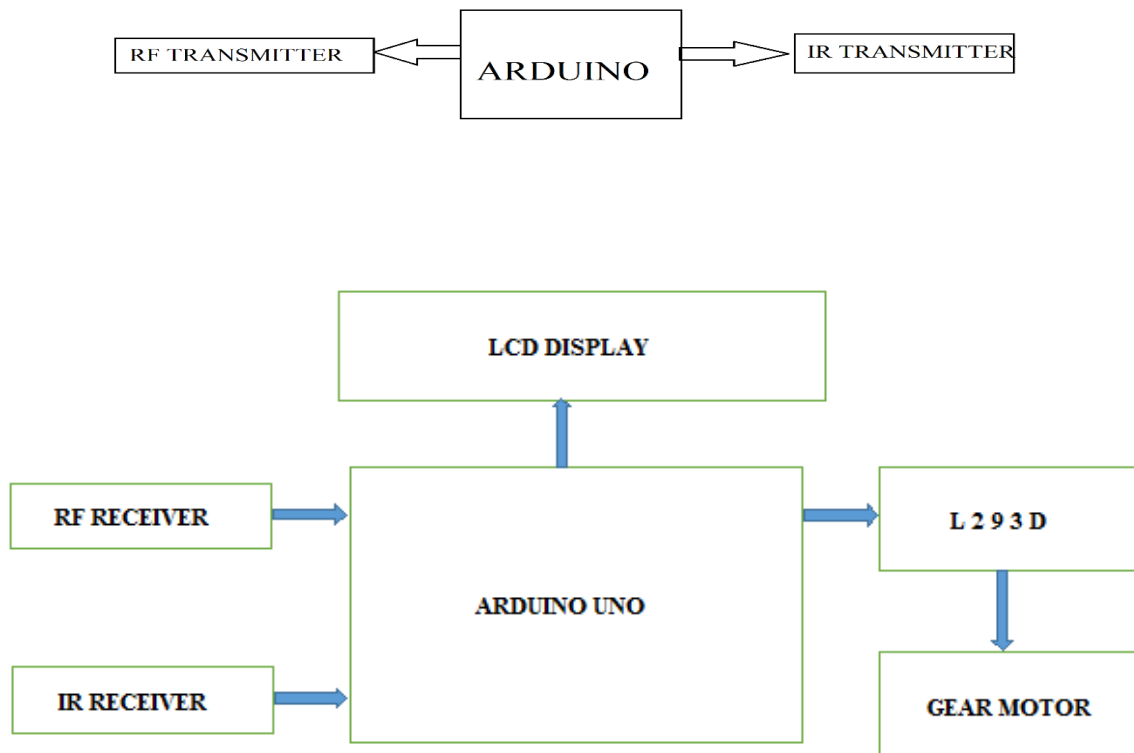 RF TRANSMITTER
ARDUINO
IR TRANSMITTER
LCD DISPLAY
RF RECEIVER
ARDUINO UNO
L 2 9 3 D
IR RECEIVER
GEAR MOTOR